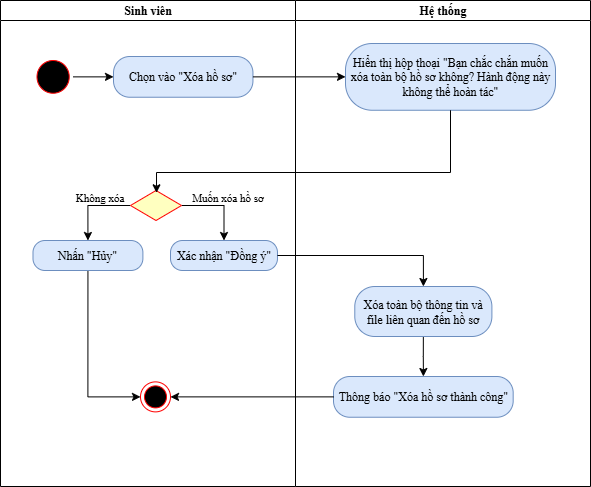 Sinh viên
Hệ thống
Chọn vào "Xóa hồ sơ"
Hiển thị hộp thoại "Bạn chắc chắn muốn
xóa toàn bộ hồ sơ không? Hành động này
không thể hoàn tác"
Không xóa
Muốn xóa hồ sơ
Nhấn "Hủy"
Xác nhận "Đồng ý"
Xóa toàn bộ thông tin và
file liên quan đến hồ sơ
Thông báo "Xóa hồ sơ thành công"